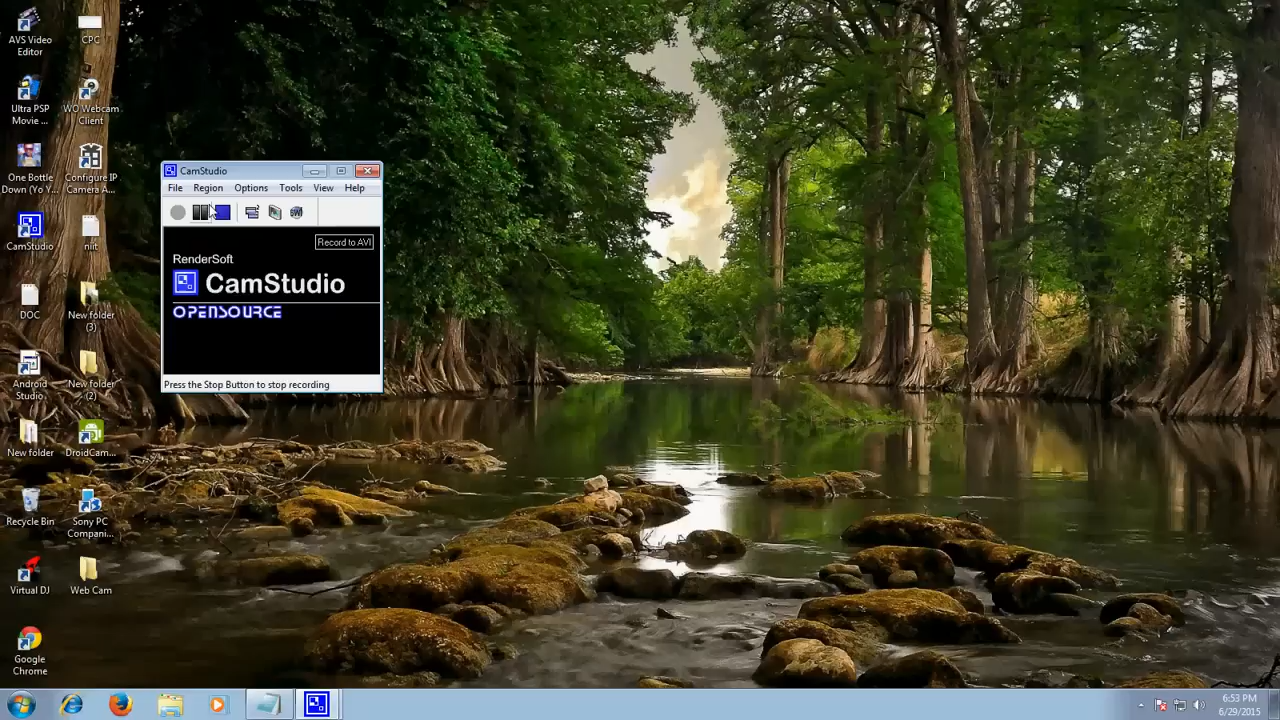 AVS Video
Editor
CPC
Ultra PSP
Movie ...
WO Webcam
Client
One Bottle
Down (Yo Y...
Configure IP
Camera A...
CamStudio
niit
DOC
New folder
(3)
Android
Studio
New folder
(2)
New folder
DroidCam...
Recycle Bin
Sony PC
Compani...
Virtual DJ
Web Cam
Google
Chrome
CamStudio
File Region Options Tools View Help
Record to AVI
RenderSoft
CamStudio
OPENSOURCE
Press the Stop Button to stop recording
6:53 PM
6/29/2015